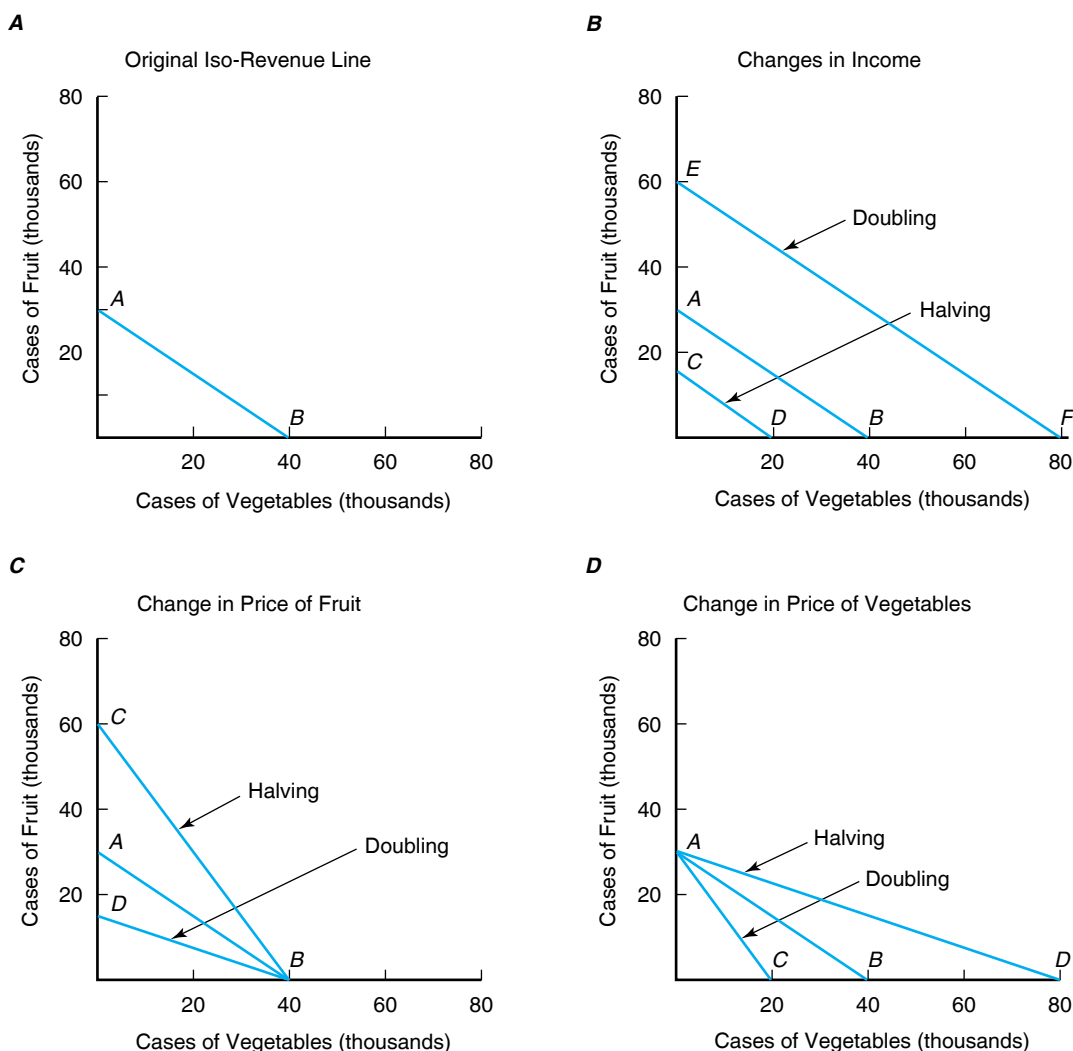 A
Original Iso-Revenue Line
80
60
40
20
Cases of Fruit (thousands)
A
B
20 40 60 80
Cases of Vegetables (thousands)
B
Changes in Income
80
60
40
20
Cases of Fruit (thousands)
E
Doubling
A
Halving
C
D B F
20 40 60 80
Cases of Vegetables (thousands)
C
Change in Price of Fruit
80
60
40
20
Cases of Fruit (thousands)
C
Halving
A
Doubling
D
B
20 40 60 80
Cases of Vegetables (thousands)
D
Change in Price of Vegetables
80
60
40
20
Cases of Fruit (thousands)
A
Halving
Doubling
C B D
20 40 60 80
Cases of Vegetables (thousands)